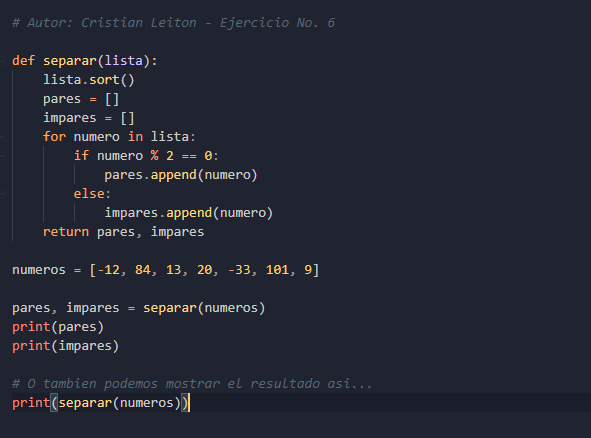 # Autor: Cristian Leiton - Ejercicio No. 6
def separar(lista):
    lista.sort()
    pares = []
    impares = []
    for numero in lista:
        if numero % 2 == 0:
            pares.append(numero)
        else:
            impares.append(numero)
    return pares, impares
numeros = [-12, 84, 13, 20, -33, 101, 9]
pares, impares = separar(numeros)
print(pares)
print(impares)
# O tambien podemos mostrar el resultado asi...
print(separar(numeros))